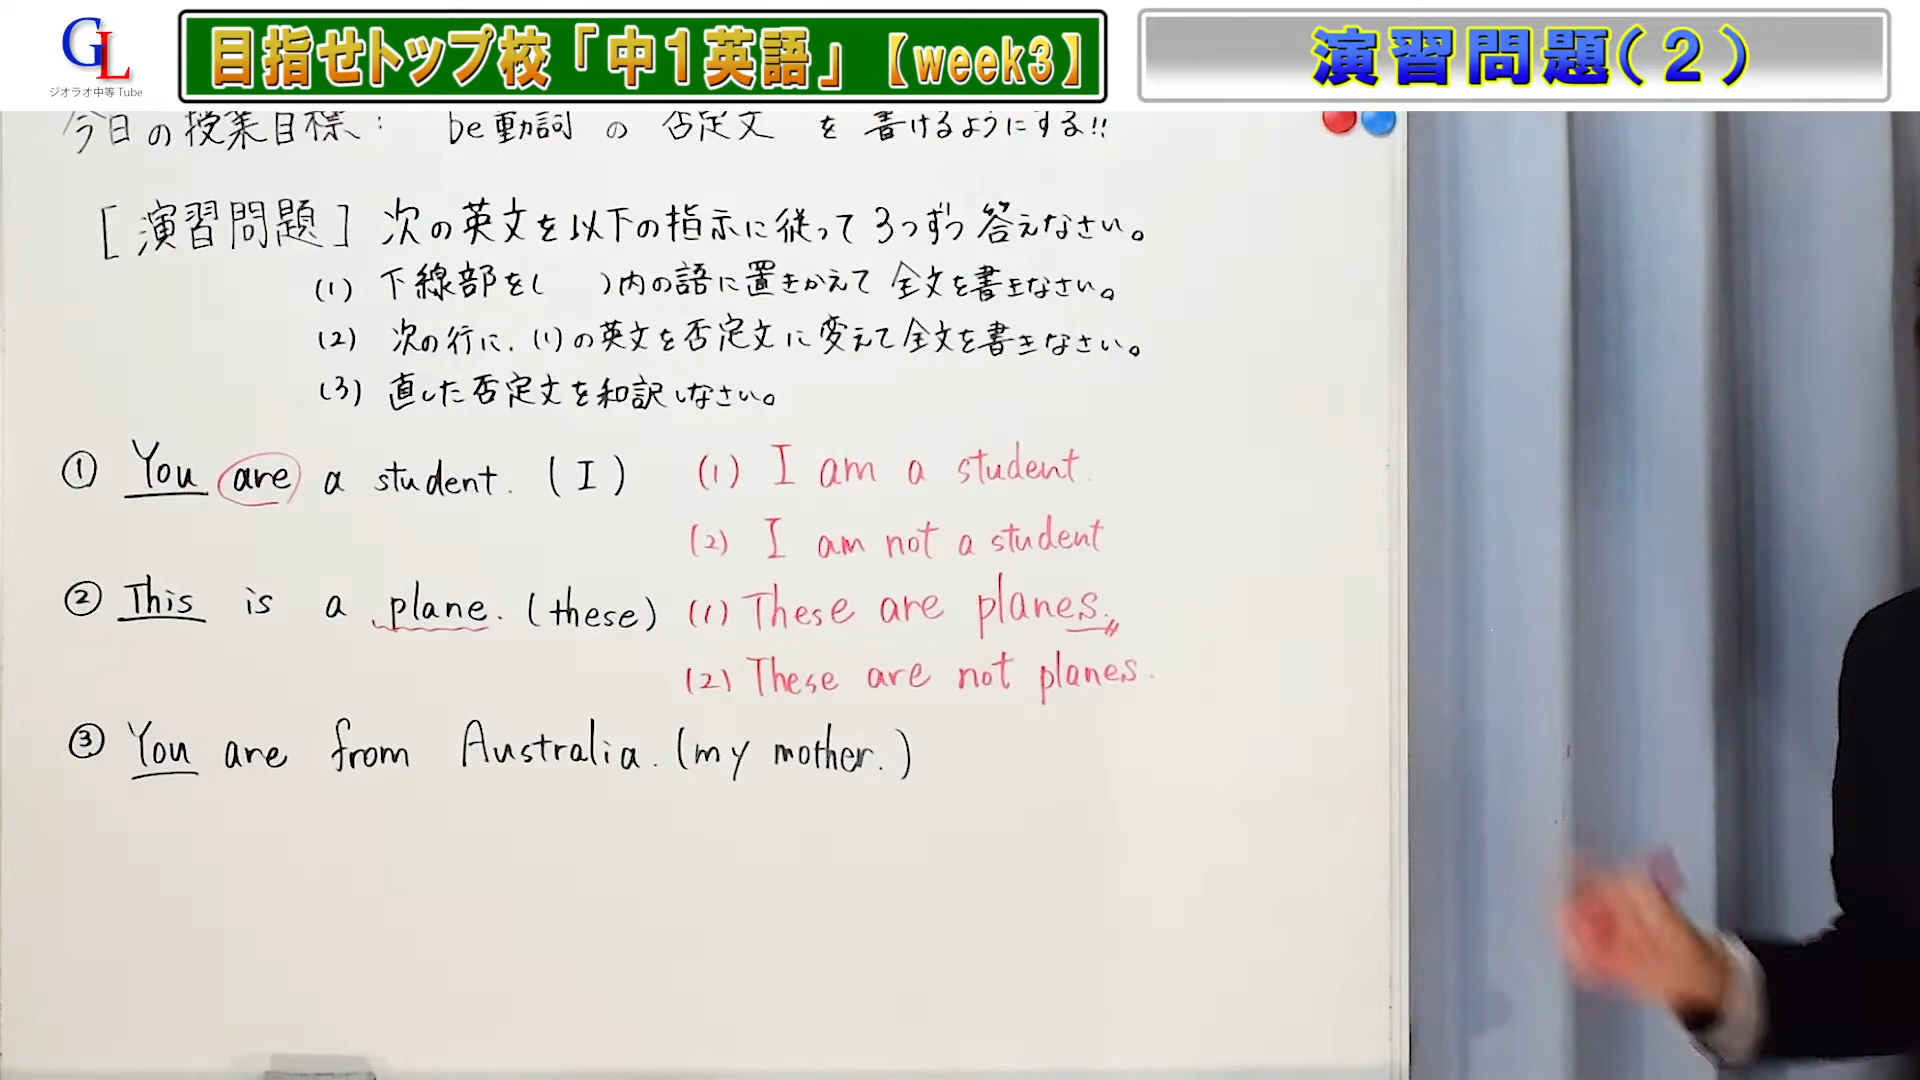 GL
ジオラオ中等 Tube
目指せトップ校「中1英語」【week3】
演習問題(2)
今日の授業目標: be動詞 の 否定文 を 書けるようにする!!
[演習問題] 次の英文を以下の指示に従って3つずつ答えなさい。
(1) 下線部を( )内の語に置きかえて 全文を書きなさい。
(2) 次の行に、(1)の英文を否定文に変えて全文を書きなさい。
(3) 直した否定文を和訳しなさい。
① You are a student. (I) (1) I am a student.
(2) I am not a student
② This is a plane. (these) (1) These are planes.
(2) These are not planes.
③ You are from Australia. (my mother.)